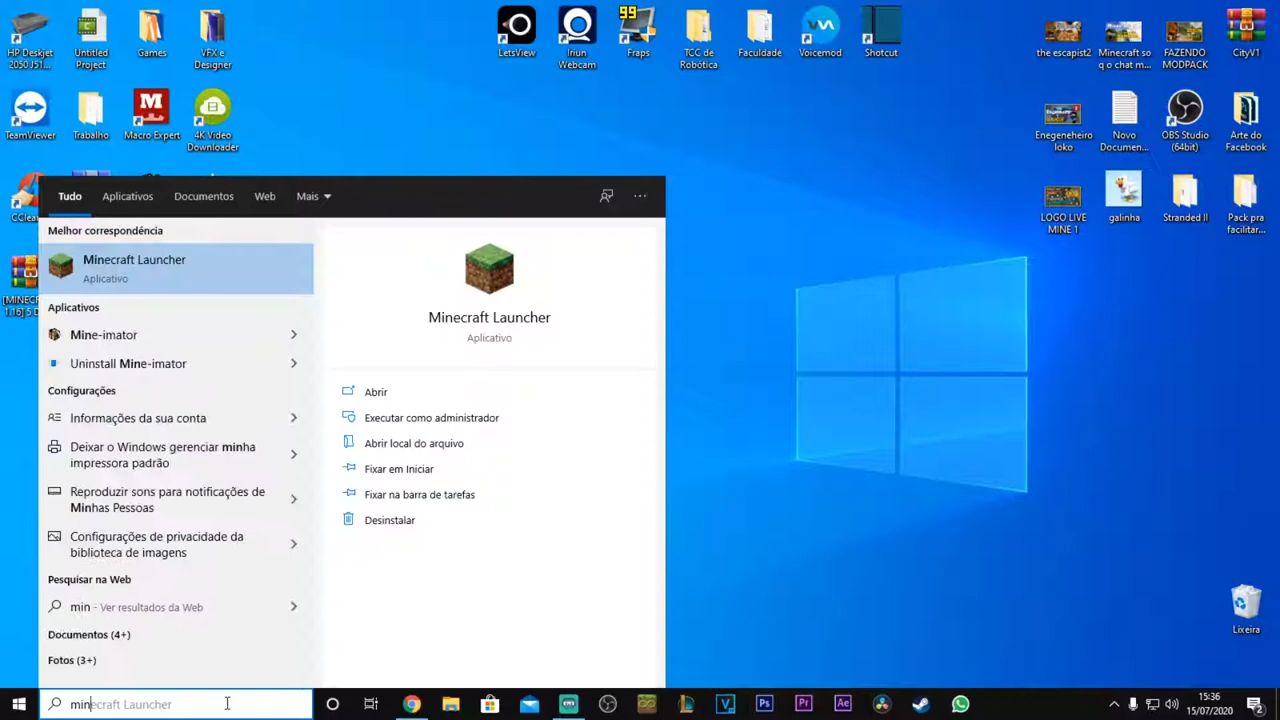 HP Deskjet
2050 J51...
Untitled
Project
Games
VFX e
Designer
LetsView
Iriun
Webcam
99
Fraps
TCC de
Robótica
Faculdade
Voicemod
Shotcut
the escapist2
Minecraft so
q o chat m...
FAZENDO
MODPACK
CityV1
TeamViewer
Trabalho
Macro Expert
4K Video
Downloader
Enegeneheiro
loko
Novo
Documen...
OBS Studio
(64bit)
Arte do
Facebook
LOGO LIVE
MINE 1
galinha
Stranded II
Pack pra
facilitar...
Tudo
Aplicativos
Documentos
Web
Mais
Melhor correspondência
Minecraft Launcher
Aplicativo
Aplicativos
Mine-imator
Uninstall Mine-imator
Configurações
Informações da sua conta
Deixar o Windows gerenciar minha
impressora padrão
Reproduzir sons para notificações de
Minhas Pessoas
Configurações de privacidade da
biblioteca de imagens
Pesquisar na Web
min - Ver resultados da Web
Documentos (4+)
Fotos (3+)
Minecraft Launcher
Aplicativo
Abrir
Executar como administrador
Abrir local do arquivo
Fixar em Iniciar
Fixar na barra de tarefas
Desinstalar
Lixeira
minecraft Launcher
15:36
15/07/2020